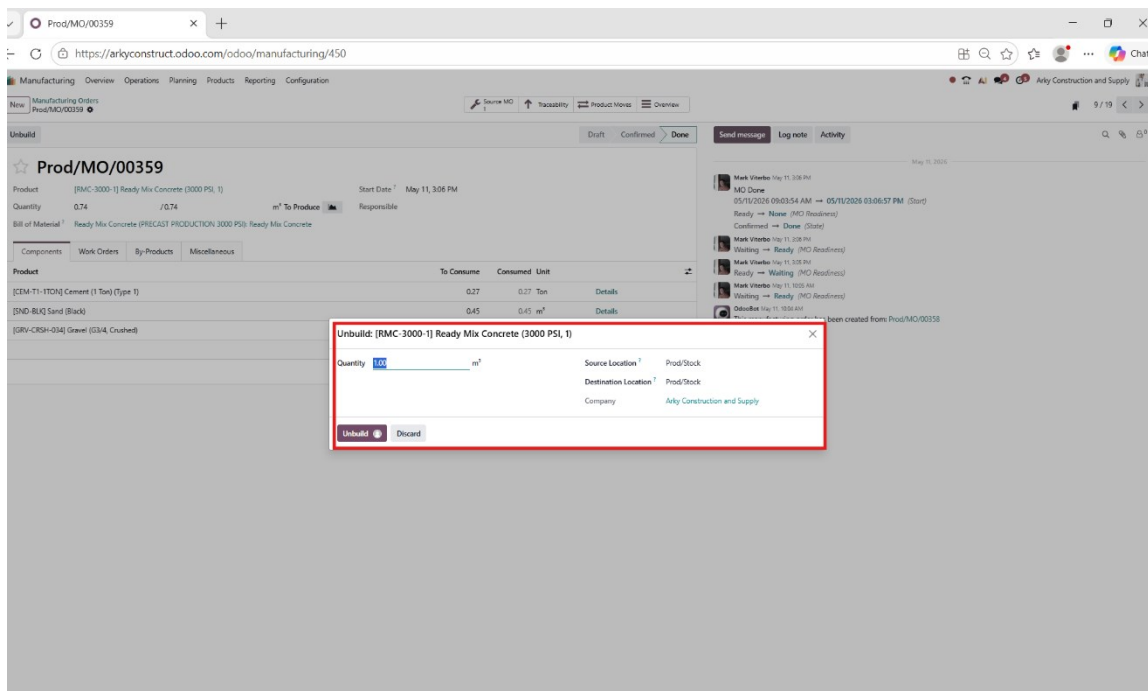 Prod/MO/00359
https://arkyconstruct.odoo.com/odoo/manufacturing/450
Chat
Manufacturing Overview Operations Planning Products Reporting Configuration
Arky Construction and Supply
New
Manufacturing Orders
Prod/MO/00359
Source MO
1
Traceability
Product Moves
Overview
9 / 19
Unbuild
Draft Confirmed Done
Send message Log note Activity
May 11, 2026
Prod/MO/00359
Product [RMC-3000-1] Ready Mix Concrete (3000 PSI, 1)
Start Date ? May 11, 3:06 PM
Quantity 0.74 / 0.74 m³ To Produce
Responsible
Bill of Material ? Ready Mix Concrete (PRECAST PRODUCTION 3000 PSI): Ready Mix Concrete
Components Work Orders By-Products Miscellaneous
Product To Consume Consumed Unit
[CEM-T1-1TON] Cement (1 Ton) (Type 1) 0.27 0.27 Ton Details
[SND-BLK] Sand (Black) 0.45 0.45 m³ Details
[GRV-CRSH-034] Gravel (G3/4, Crushed)
Mark Viterbo May 11, 3:06 PM
MO Done
05/11/2026 09:03:54 AM → 05/11/2026 03:06:57 PM (Start)
Ready → None (MO Readiness)
Confirmed → Done (State)
Mark Viterbo May 11, 3:06 PM
Waiting → Ready (MO Readiness)
Mark Viterbo May 11, 3:05 PM
Ready → Waiting (MO Readiness)
Mark Viterbo May 11,
Waiting → Ready (MO Readiness)
OdooBot May 11,
been created from: Prod/MO/00358
Unbuild: [RMC-3000-1] Ready Mix Concrete (3000 PSI, 1)
Quantity 1.00 m³
Source Location ? Prod/Stock
Destination Location ? Prod/Stock
Company Arky Construction and Supply
Unbuild Discard